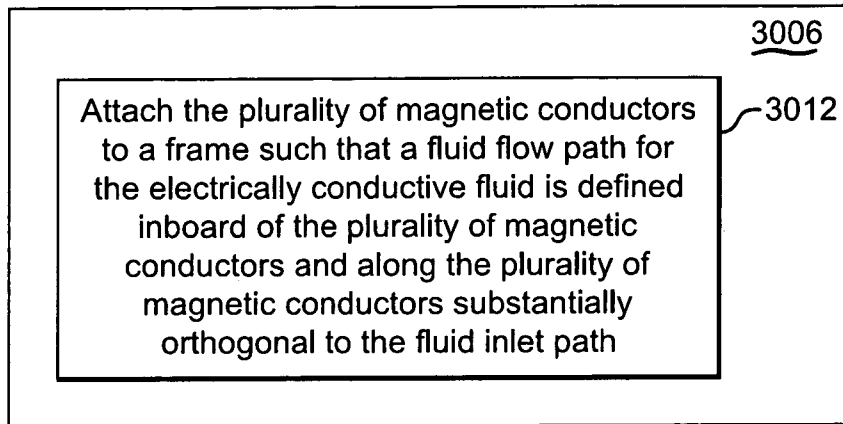 3006
Attach the plurality of magnetic conductors
to a frame such that a fluid flow path for
the electrically conductive fluid is defined
inboard of the plurality of magnetic
conductors and along the plurality of
magnetic conductors substantially
orthogonal to the fluid inlet path
3012